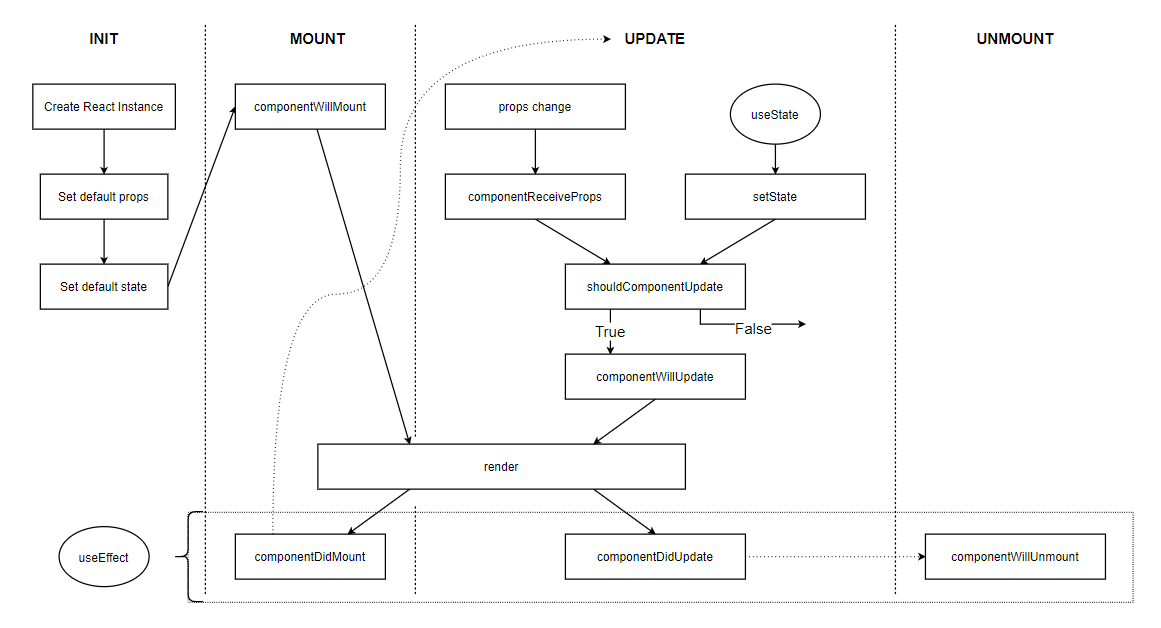 INIT
MOUNT
UPDATE
UNMOUNT
Create React Instance
componentWillMount
props change
useState
Set default props
componentReceiveProps
setState
Set default state
shouldComponentUpdate
True
False
componentWillUpdate
render
useEffect
componentDidMount
componentDidUpdate
componentWillUnmount